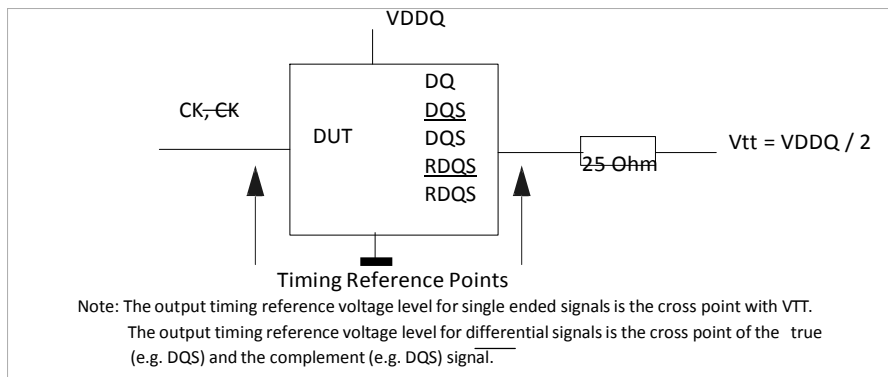 VDDQ
CK, CK
DUT
DQ
DQS
DQS
RDQS
RDQS
25 Ohm
Vtt = VDDQ / 2
Timing Reference Points
Note: The output timing reference voltage level for single ended signals is the cross point with VTT.
The output timing reference voltage level for differential signals is the cross point of the true
(e.g. DQS) and the complement (e.g. DQS) signal.